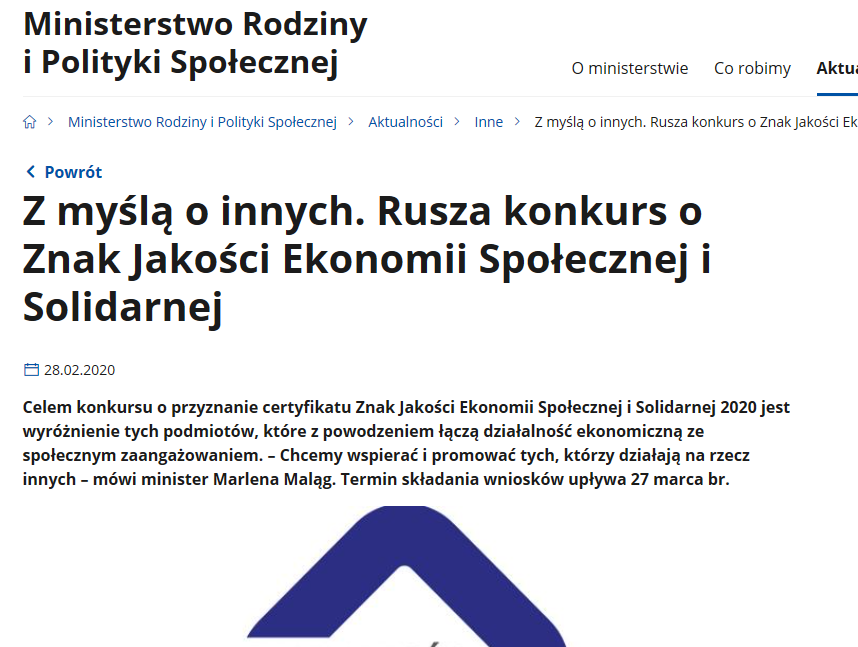 Ministerstwo Rodziny
i Polityki Społecznej
O ministerstwie Co robimy
Ministerstwo Rodziny i Polityki Społecznej > Aktualności > Inne > Z myślą o innych. Rusza konkurs o Znak Jakości Ek
Powrót
Z myślą o innych. Rusza konkurs o
Znak Jakości Ekonomii Społecznej i
Solidarnej
28.02.2020
Celem konkursu o przyznanie certyfikatu Znak Jakości Ekonomii Społecznej i Solidarnej 2020 jest
wyróżnienie tych podmiotów, które z powodzeniem łączą działalność ekonomiczną ze
społecznym zaangażowaniem. – Chcemy wspierać i promować tych, którzy działają na rzecz
innych – mówi minister Marlena Maląg. Termin składania wniosków upływa 27 marca br.